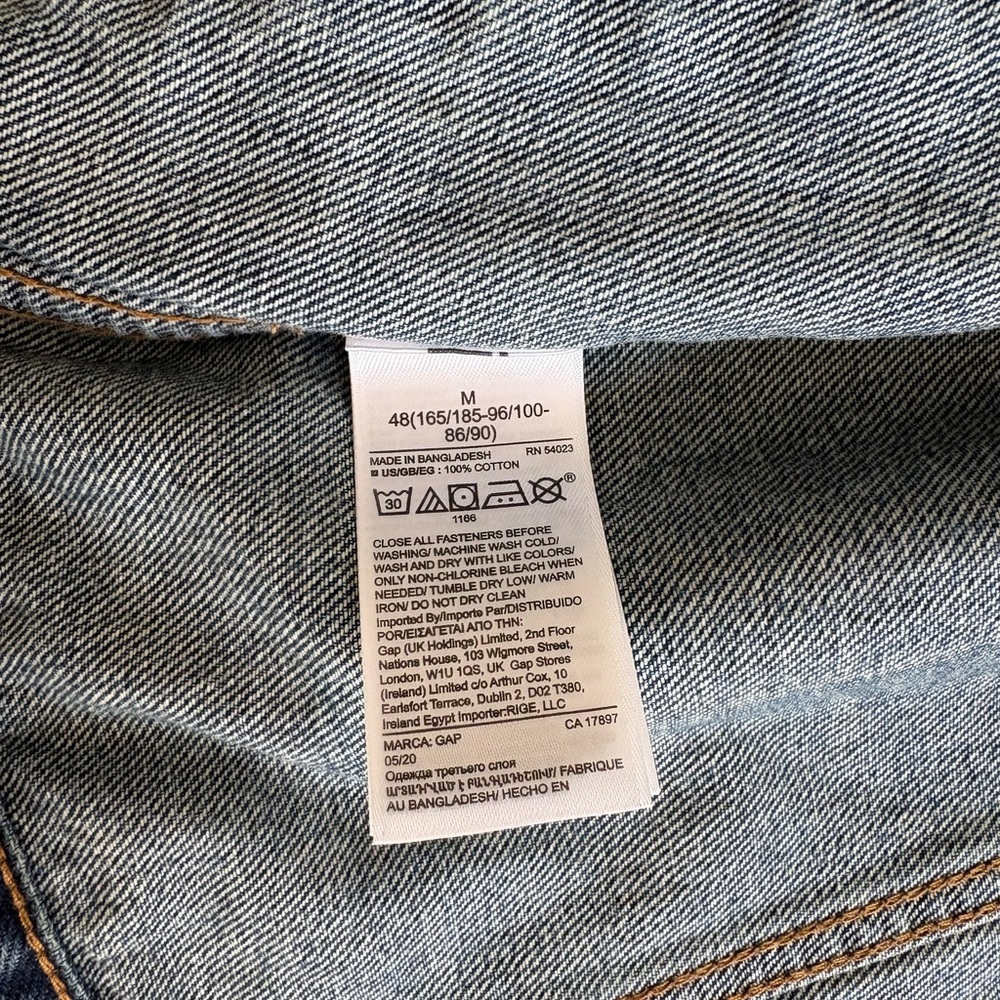 M
48(165/185-96/100-
86/90)
MADE IN BANGLADESH RN 54023
US/GB/EG : 100% COTTON
30 ®
1166
CLOSE ALL FASTENERS BEFORE
WASHING/ MACHINE WASH COLD/
WASH AND DRY WITH LIKE COLORS/
ONLY NON-CHLORINE BLEACH WHEN
NEEDED/ TUMBLE DRY LOW/ WARM
IRON/ DO NOT DRY CLEAN
Imported By/Importe Par/DISTRIBUIDO
POR/ΕΙΣΑΓΕΤΑΙ ΑΠΟ ΤΗΝ:
Gap (UK Holdings) Limited, 2nd Floor
Nations House, 103 Wigmore Street,
London, W1U 1QS, UK Gap Stores
(Ireland) Limited c/o Arthur Cox, 10
Earlsfort Terrace, Dublin 2, D02 T380,
Ireland Egypt Importer:RIGE, LLC
CA 17897
MARCA: GAP
05/20
Одежда третьего слоя
ԱՐՏԱԴՐՎԱԾ Է ԲԱՆԳԼԱԴԵՇՈՒՄ/ FABRIQUE
AU BANGLADESH/ HECHO EN